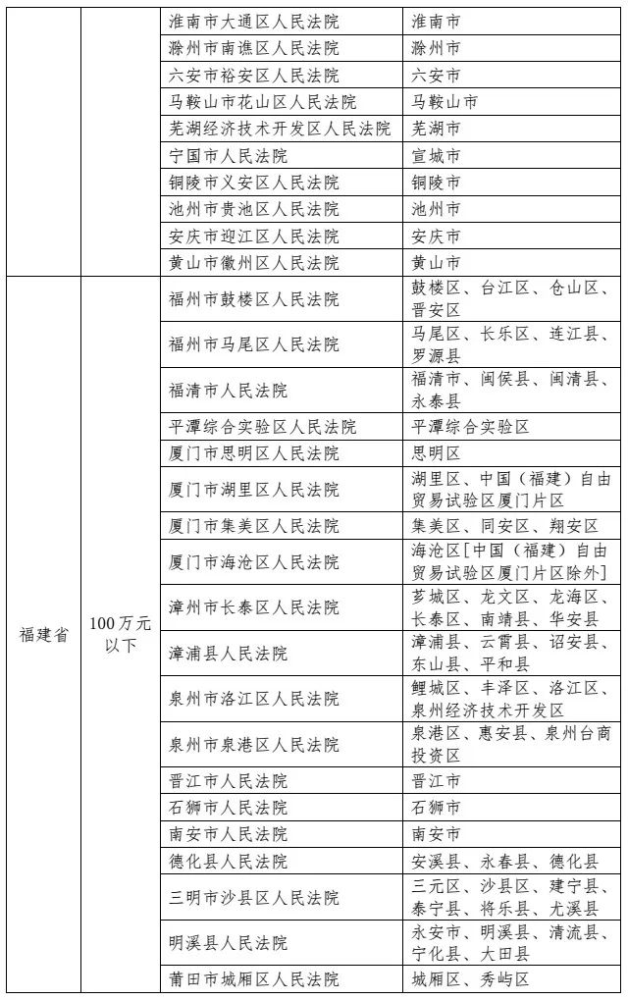 淮南市大通区人民法院 淮南市
滁州市南谯区人民法院 滁州市
六安市裕安区人民法院 六安市
马鞍山市花山区人民法院 马鞍山市
芜湖经济技术开发区人民法院 芜湖市
宁国市人民法院 宣城市
铜陵市义安区人民法院 铜陵市
池州市贵池区人民法院 池州市
安庆市迎江区人民法院 安庆市
黄山市徽州区人民法院 黄山市
福建省
100万元
以下
福州市鼓楼区人民法院
鼓楼区、台江区、仓山区、
晋安区
福州市马尾区人民法院
马尾区、长乐区、连江县、
罗源县
福清市人民法院
福清市、闽侯县、闽清县、
永泰县
平潭综合实验区人民法院 平潭综合实验区
厦门市思明区人民法院 思明区
厦门市湖里区人民法院
湖里区、中国（福建）自由
贸易试验区厦门片区
厦门市集美区人民法院 集美区、同安区、翔安区
厦门市海沧区人民法院
海沧区[中国（福建）自由
贸易试验区厦门片区除外]
漳州市长泰区人民法院
芗城区、龙文区、龙海区、
长泰区、南靖县、华安县
漳浦县人民法院
漳浦县、云霄县、诏安县、
东山县、平和县
泉州市洛江区人民法院
鲤城区、丰泽区、洛江区、
泉州经济技术开发区
泉州市泉港区人民法院
泉港区、惠安县、泉州台商
投资区
晋江市人民法院 晋江市
石狮市人民法院 石狮市
南安市人民法院 南安市
德化县人民法院 安溪县、永春县、德化县
三明市沙县区人民法院
三元区、沙县区、建宁县、
泰宁县、将乐县、尤溪县
明溪县人民法院
永安市、明溪县、清流县、
宁化县、大田县
莆田市城厢区人民法院 城厢区、秀屿区